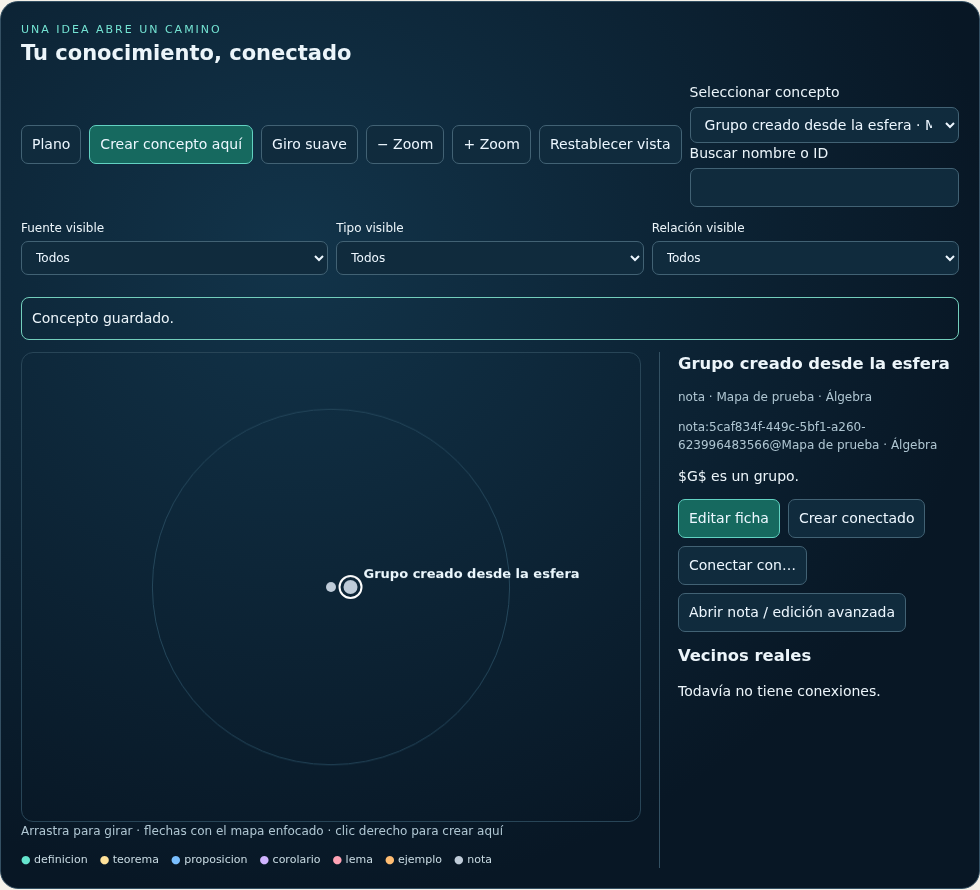 UNA IDEA ABRE UN CAMINO
Tu conocimiento, conectado
Plano
Crear concepto aquí
Giro suave
− Zoom
+ Zoom
Restablecer vista
Seleccionar concepto
Grupo creado desde la esfera ·
Buscar nombre o ID
Fuente visible
Tipo visible
Relación visible
Todos
Todos
Todos
Concepto guardado.
Grupo creado desde la esfera
Grupo creado desde la esfera
nota · Mapa de prueba · Álgebra
nota:5caf834f-449c-5bf1-a260-
623996483566@Mapa de prueba · Álgebra
$G$ es un grupo.
Editar ficha
Crear conectado
Conectar con…
Abrir nota / edición avanzada
Vecinos reales
Todavía no tiene conexiones.
Arrastra para girar · flechas con el mapa enfocado · clic derecho para crear aquí
definicion
teorema
proposicion
corolario
lema
ejemplo
nota